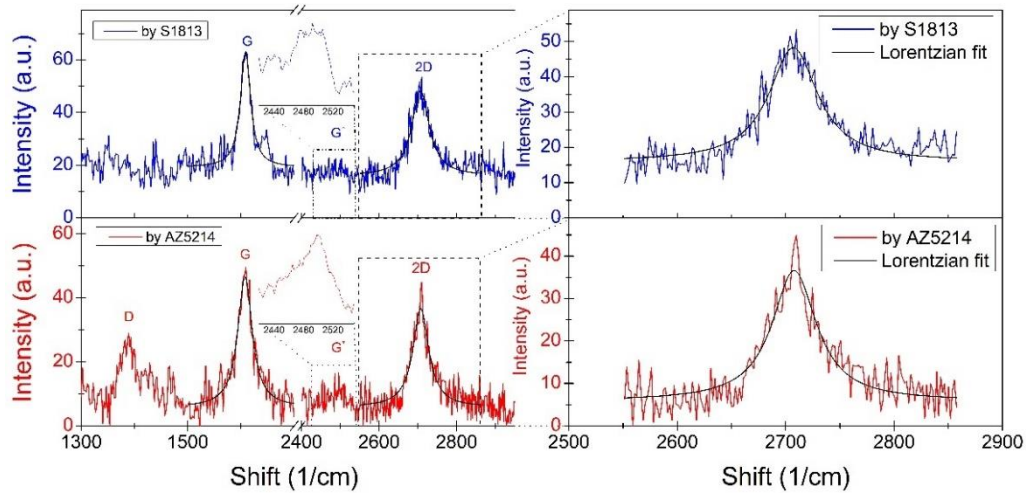 by S1813
G
2D
G*
2440 2480 2520
Intensity (a.u.)
60
40
20
0
by S1813
Lorentzian fit
Intensity (a.u.)
50
40
30
20
10
0
by AZ5214
D
G
2D
G*
2440 2480 2520
Intensity (a.u.)
60
40
20
0
by AZ5214
Lorentzian fit
Intensity (a.u.)
40
30
20
10
0
1300 1500 2400 2600 2800
2500 2600 2700 2800 2900
Shift (1/cm)
Shift (1/cm)